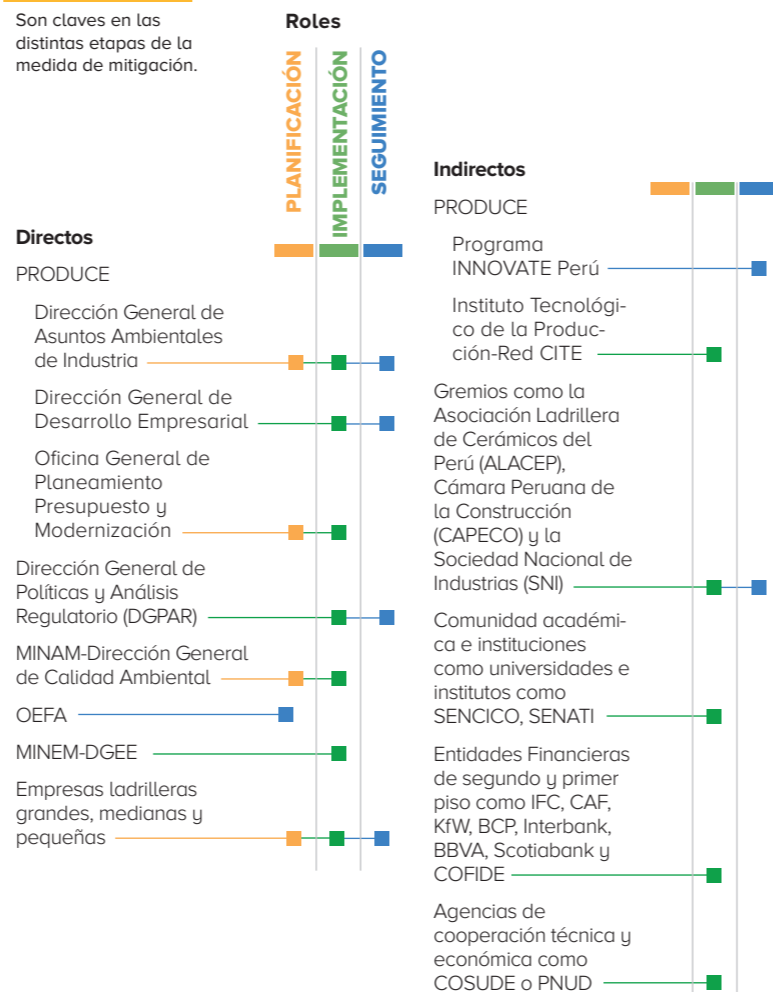 Son claves en las
distintas etapas de la
medida de mitigación.
Roles
PLANIFICACIÓN
IMPLEMENTACIÓN
SEGUIMIENTO
Directos
PRODUCE
Dirección General de
Asuntos Ambientales
de Industria
Dirección General de
Desarrollo Empresarial
Oficina General de
Planeamiento
Presupuesto y
Modernización
Dirección General de
Políticas y Análisis
Regulatorio (DGPAR)
MINAM-Dirección General
de Calidad Ambiental
OEFA
MINEM-DGEE
Empresas ladrilleras
grandes, medianas y
pequeñas
Indirectos
PRODUCE
Programa
INNOVATE Perú
Instituto Tecnológi-
co de la Produc-
ción-Red CITE
Gremios como la
Asociación Ladrillera
de Cerámicos del
Perú (ALACEP),
Cámara Peruana de
la Construcción
(CAPECO) y la
Sociedad Nacional de
Industrias (SNI)
Comunidad académi-
ca e instituciones
como universidades e
institutos como
SENCICO, SENATI
Entidades Financieras
de segundo y primer
piso como IFC, CAF,
KfW, BCP, Interbank,
BBVA, Scotiabank y
COFIDE
Agencias de
cooperación técnica y
económica como
COSUDE o PNUD